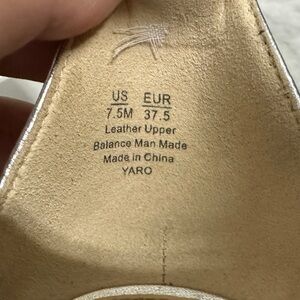 US EUR
7.5M 37.5
Leather Upper
Balance Man Made
Made in China
YARO